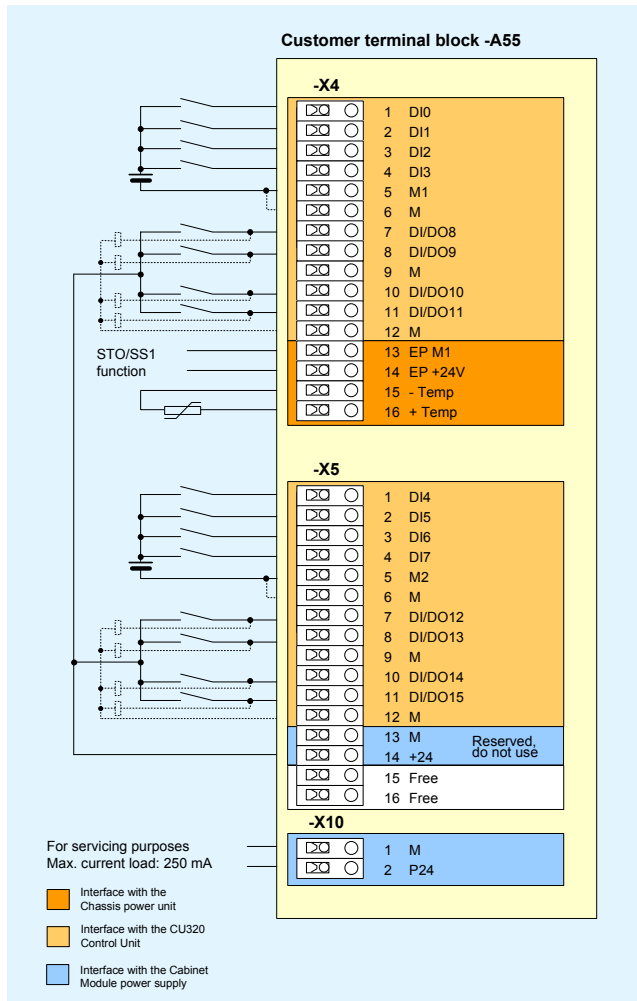 Customer terminal block -A55
-X4
1 DI0
2 DI1
3 DI2
4 DI3
5 M1
6 M
7 DI/DO8
8 DI/DO9
9 M
10 DI/DO10
11 DI/DO11
12 M
STO/SS1
function
13 EP M1
14 EP +24V
15 - Temp
16 + Temp
-X5
1 DI4
2 DI5
3 DI6
4 DI7
5 M2
6 M
7 DI/DO12
8 DI/DO13
9 M
10 DI/DO14
11 DI/DO15
12 M
13 M
14 +24
Reserved,
do not use
15 Free
16 Free
-X10
For servicing purposes
Max. current load: 250 mA
1 M
2 P24
Interface with the
Chassis power unit
Interface with the CU320
Control Unit
Interface with the Cabinet
Module power supply